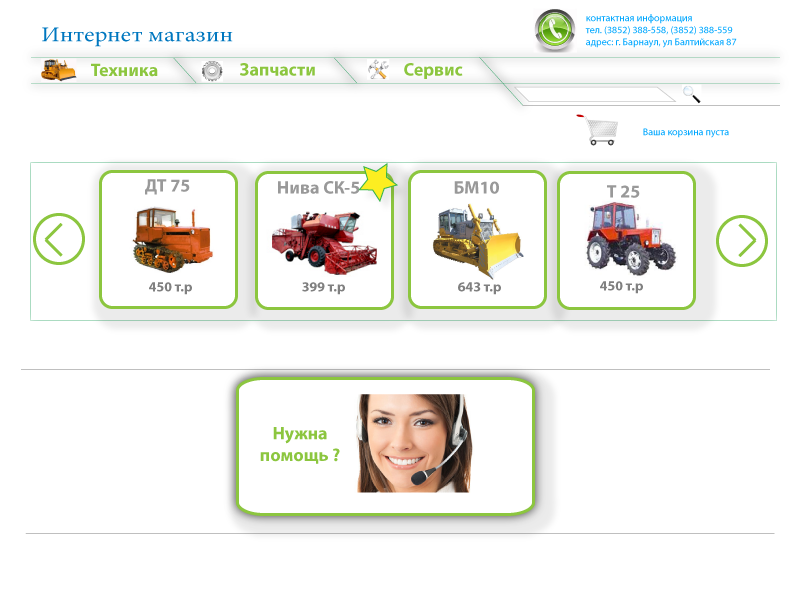 Интернет магазин
контактная информация
тел. (3852) 388-558, (3852) 388-559
адрес: г. Барнаул, ул Балтийская 87
Техника
Запчасти
Сервис
Ваша корзина пуста
ДТ 75
Нива СК-5
БМ10
Т 25
450 т.р
399 т.р
643 т.р
450 т.р
Нужна
помощь ?